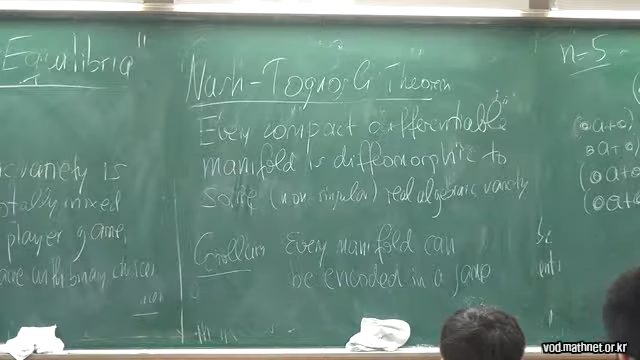 Equilibria"
variety is
totally mixed
player game,
with binary choices
Nash-Tognoli Theorem
Every compact differentiable
manifold is diffeomorphic to
some (non-singular) real algebraic variety
Corollary Every manifold can
be encoded in a game
n=5
vod.mathnet.or.kr